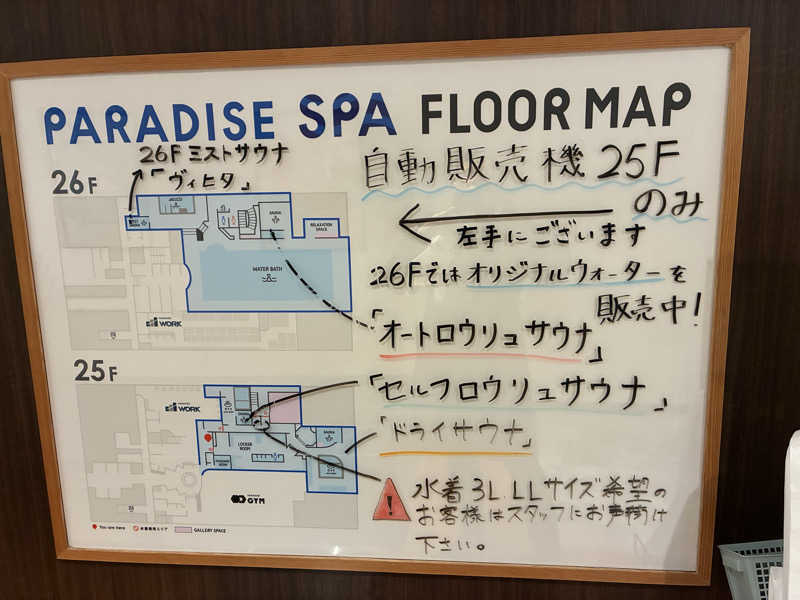 PARADISE SPA FLOOR MAP
26F ミストサウナ
「ヴィヒタ」
26F
自動販売機 25F
のみ
左手にございます
26Fではオリジナルウォーターを
販売中!
SAUNA
RELAXATION
SPACE
WATER BATH
WORK
「オートロウリュサウナ」
25F
WORK
「セルフロウリュサウナ」
「ドライサウナ」
SAUNA
LOCKER
ROOM
GYM
水着 3L LLサイズ希望の
お客様はスタッフにお声掛け
下さい。
You are here
GALLERY SPACE